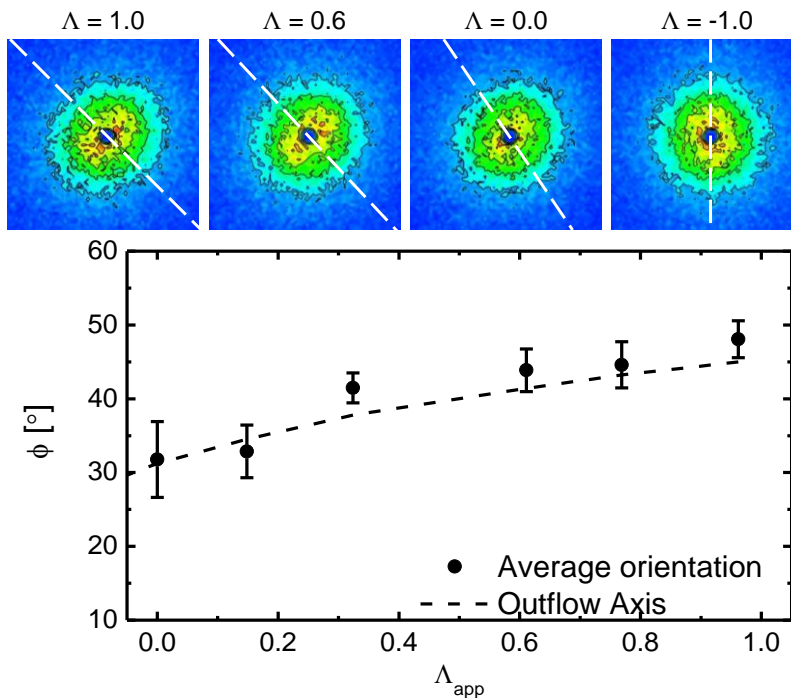 Λ = 1.0 Λ = 0.6 Λ = 0.0 Λ = -1.0
60
50
40
30
20
10
ϕ [°]
Average orientation
Outflow Axis
0.0 0.2 0.4 0.6 0.8 1.0
Λapp